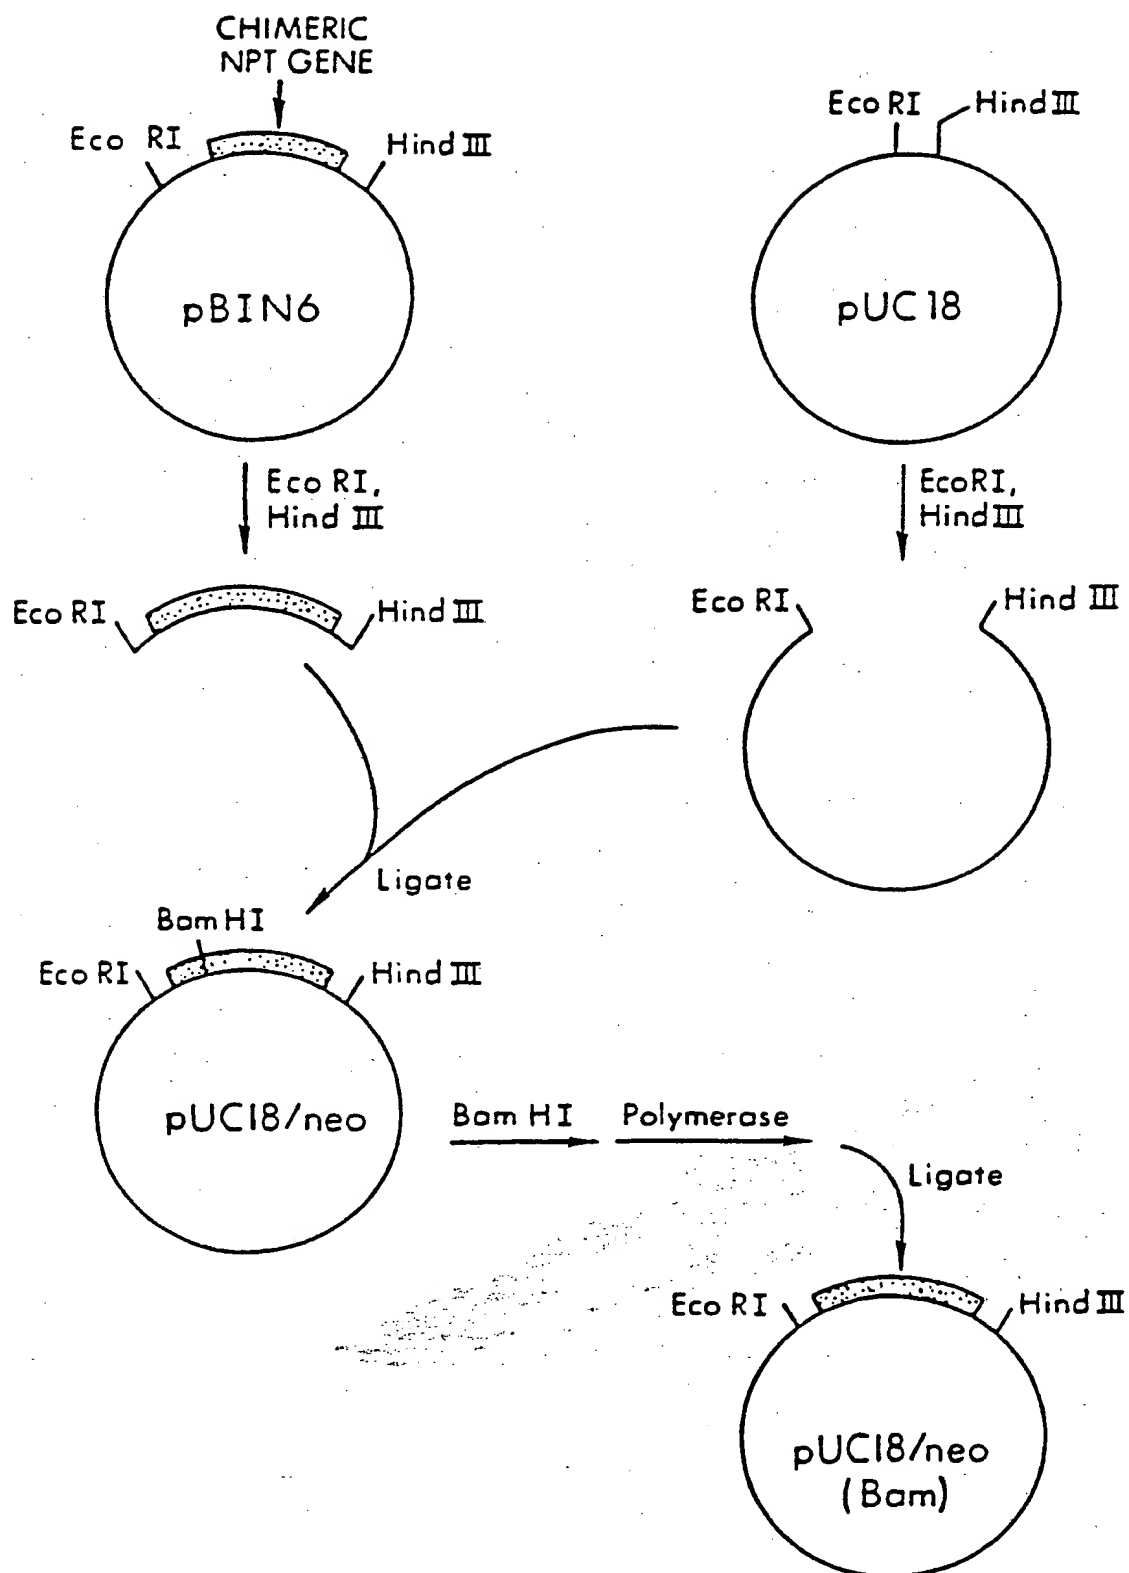 CHIMERIC
NPT GENE
Eco RI
Hind III
pBIN6
Eco RI
Hind III
pUC18
Eco RI,
Hind III
EcoRI,
Hind III
Eco RI
Hind III
Eco RI
Hind III
Ligate
Bam HI
Eco RI
Hind III
pUC18/neo
Bam HI
Polymerase
Ligate
Eco RI
Hind III
pUC18/neo
(Bam)